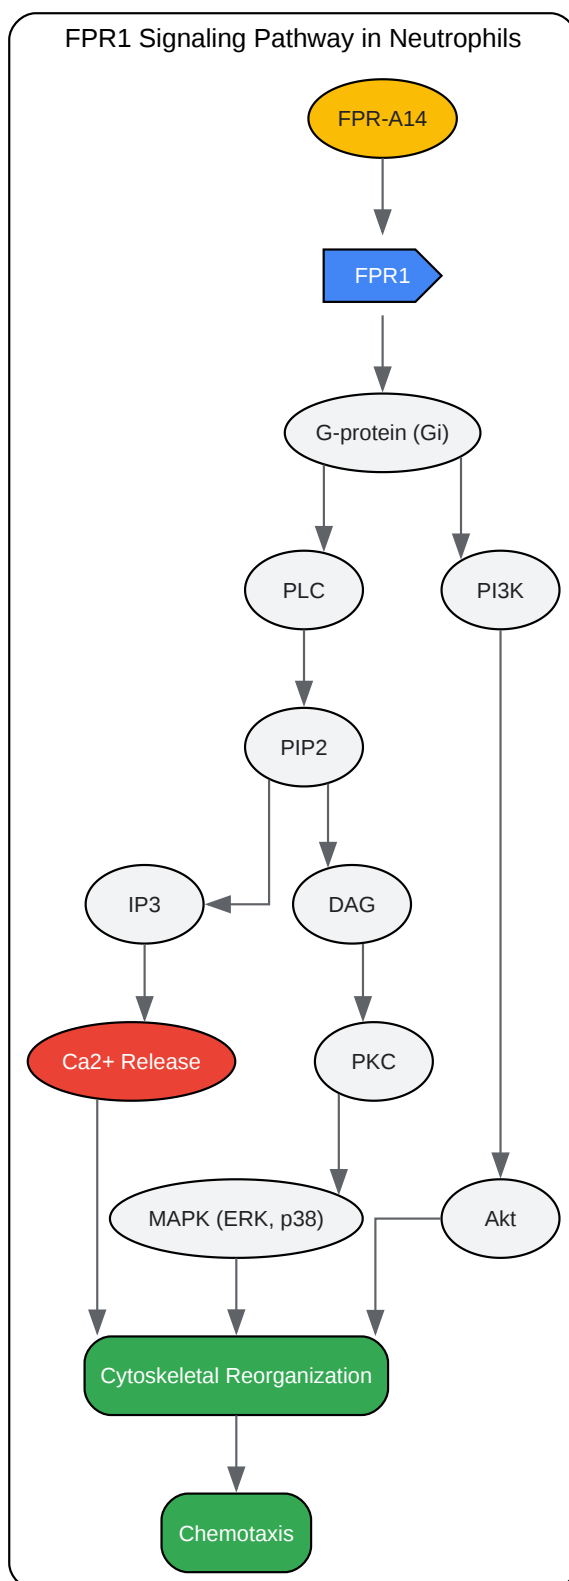 FPR1 Signaling Pathway in Neutrophils
FPR-A14
FPR1
G-protein (Gi)
PLC
PI3K
PIP2
IP3
DAG
Ca2+ Release
PKC
MAPK (ERK, p38)
Akt
Cytoskeletal Reorganization
Chemotaxis